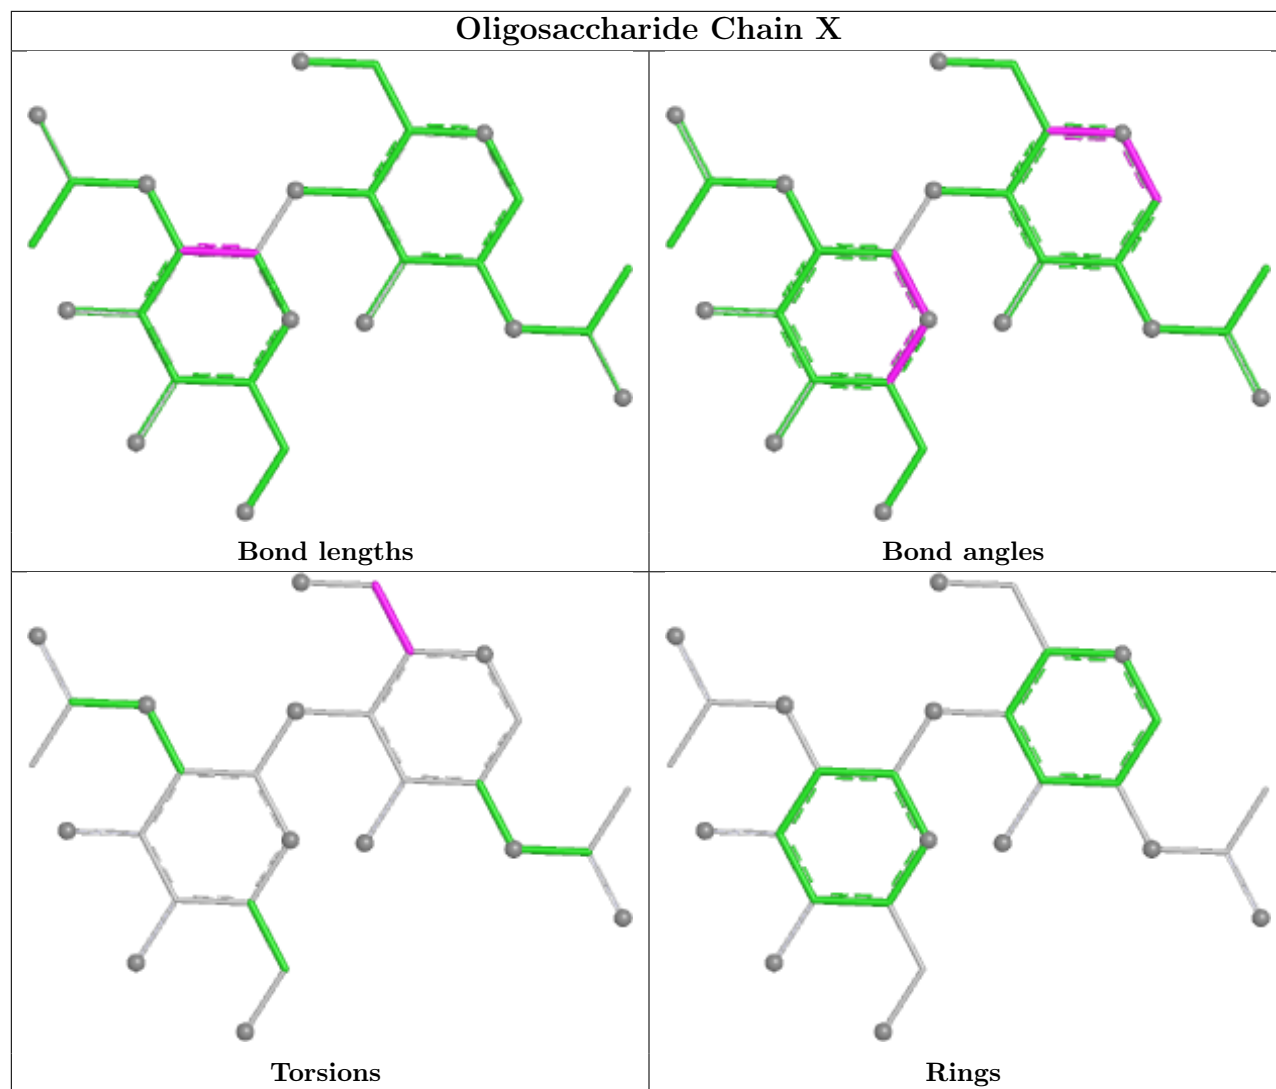 Oligosaccharide Chain X
Bond lengths
Bond angles
Torsions
Rings